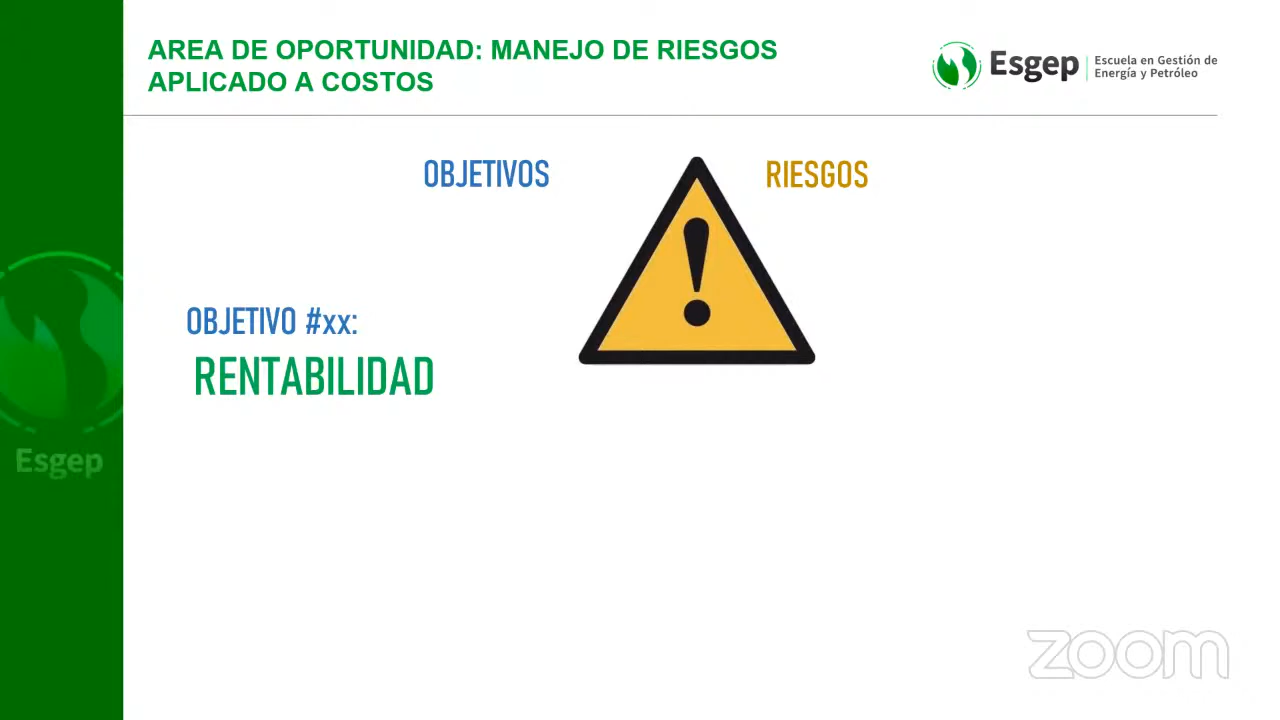 AREA DE OPORTUNIDAD: MANEJO DE RIESGOS
APLICADO A COSTOS
Esgep
Escuela en Gestión de
Energía y Petróleo
OBJETIVOS
RIESGOS
!
OBJETIVO #xx:
RENTABILIDAD
Esgep
zoom